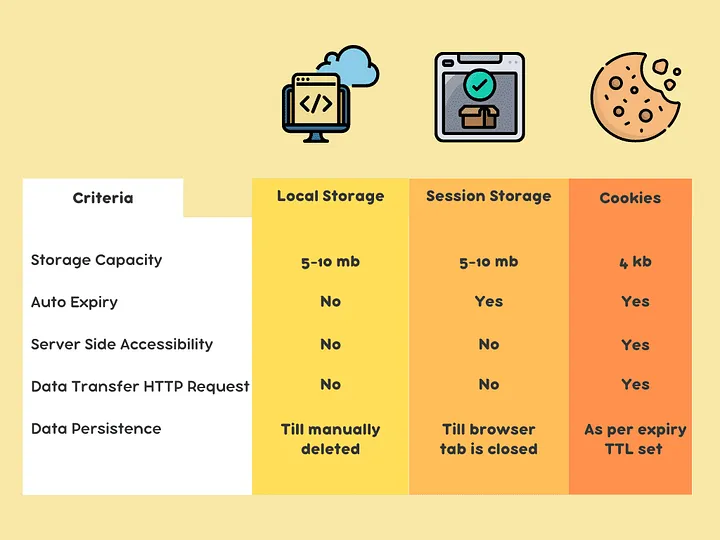 </>
Criteria Local Storage Session Storage Cookies
Storage Capacity 5-10 mb 5-10 mb 4 kb
Auto Expiry No Yes Yes
Server Side Accessibility No No Yes
Data Transfer HTTP Request No No Yes
Data Persistence Till manually deleted Till browser tab is closed As per expiry TTL set